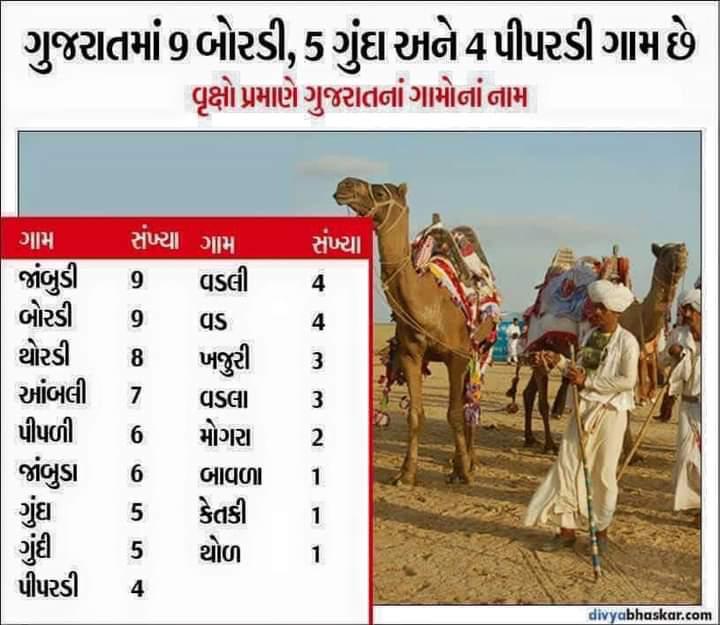 ગુજરાતમાં 9 બોરડી, 5 ગુંદા અને 4 પીપરડી ગામ છે
વૃક્ષો પ્રમાણે ગુજરાતનાં ગામોનાં નામ
ગામ સંખ્યા ગામ સંખ્યા
જાંબુડી 9 વડલી 4
બોરડી 9 વડ 4
થોરડી 8 ખજુરી 3
આંબલી 7 વડલા 3
પીપળી 6 મોગરા 2
જાંબુડા 6 બાવળા 1
ગુંદા 5 કેતકી 1
ગુંદી 5 થોળ 1
પીપરડી 4
divyabhaskar.com